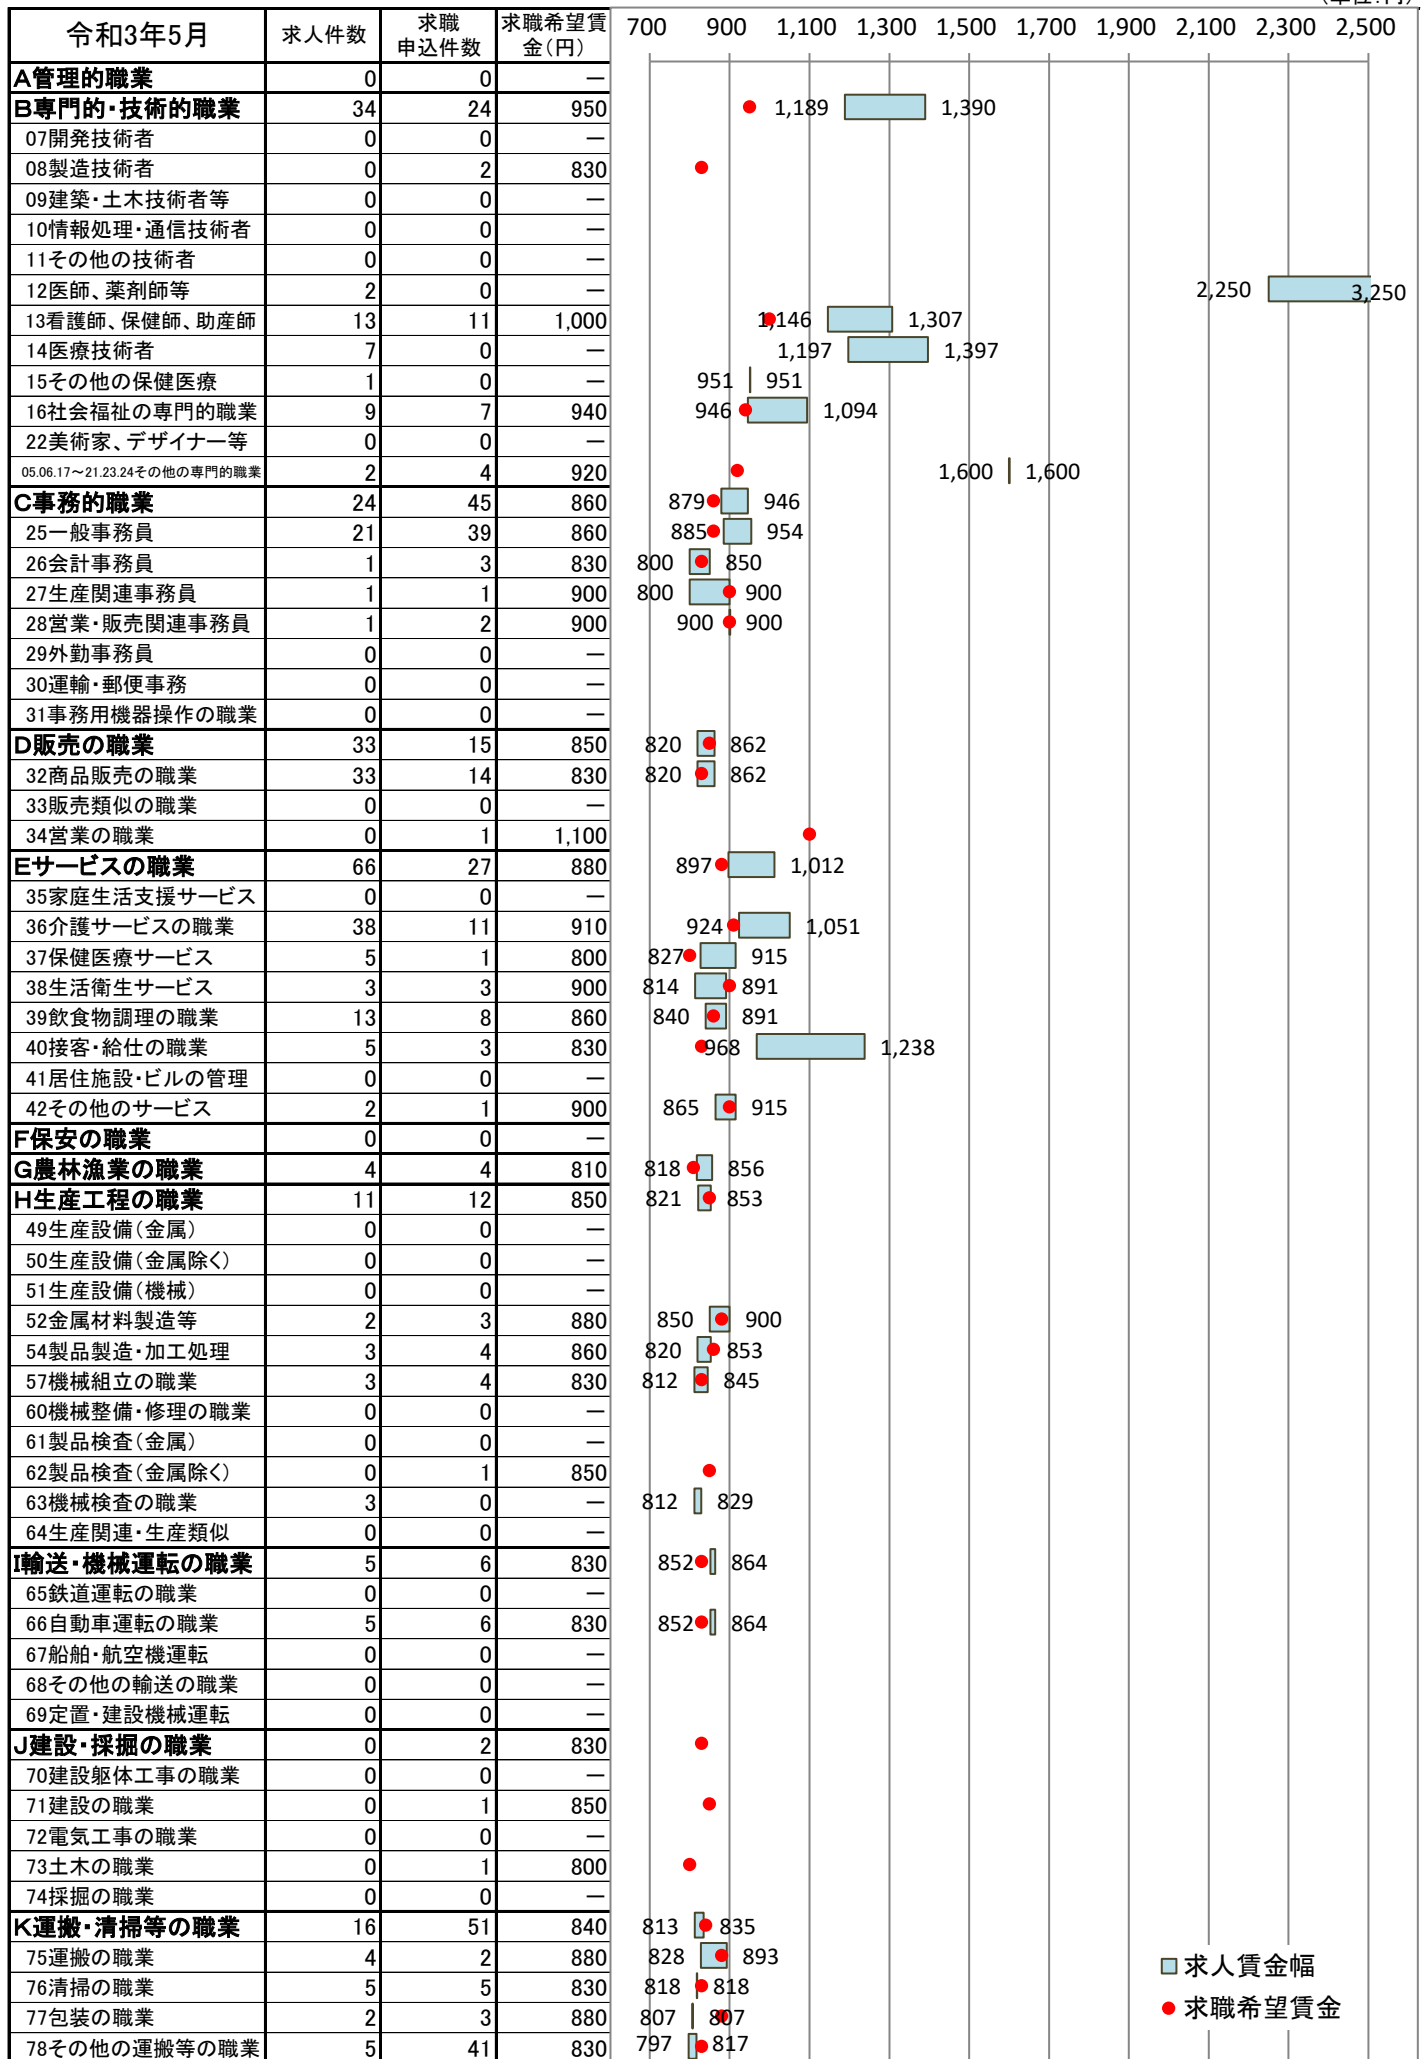 (単位:円)
令和3年5月 求人件数 求職申込件数 求職希望賃金(円) 700 900 1,100 1,300 1,500 1,700 1,900 2,100 2,300 2,500
A管理的職業 0 0 ―
B専門的・技術的職業 34 24 950 1,189 1,390
07開発技術者 0 0 ―
08製造技術者 0 2 830
09建築・土木技術者等 0 0 ―
10情報処理・通信技術者 0 0 ―
11その他の技術者 0 0 ―
12医師、薬剤師等 2 0 ― 2,250 3,250
13看護師、保健師、助産師 13 11 1,000 1,146 1,307
14医療技術者 7 0 ― 1,197 1,397
15その他の保健医療 1 0 ― 951 951
16社会福祉の専門的職業 9 7 940 946 1,094
22美術家、デザイナー等 0 0 ―
05.06.17～21.23.24その他の専門的職業 2 4 920 1,600 1,600
C事務的職業 24 45 860 879 946
25一般事務員 21 39 860 885 954
26会計事務員 1 3 830 800 850
27生産関連事務員 1 1 900 800 900
28営業・販売関連事務員 1 2 900 900 900
29外勤事務員 0 0 ―
30運輸・郵便事務 0 0 ―
31事務用機器操作の職業 0 0 ―
D販売の職業 33 15 850 820 862
32商品販売の職業 33 14 830 820 862
33販売類似の職業 0 0 ―
34営業の職業 0 1 1,100
Eサービスの職業 66 27 880 897 1,012
35家庭生活支援サービス 0 0 ―
36介護サービスの職業 38 11 910 924 1,051
37保健医療サービス 5 1 800 827 915
38生活衛生サービス 3 3 900 814 891
39飲食物調理の職業 13 8 860 840 891
40接客・給仕の職業 5 3 830 968 1,238
41居住施設・ビルの管理 0 0 ―
42その他のサービス 2 1 900 865 915
F保安の職業 0 0 ―
G農林漁業の職業 4 4 810 818 856
H生産工程の職業 11 12 850 821 853
49生産設備(金属) 0 0 ―
50生産設備(金属除く) 0 0 ―
51生産設備(機械) 0 0 ―
52金属材料製造等 2 3 880 850 900
54製品製造・加工処理 3 4 860 820 853
57機械組立の職業 3 4 830 812 845
60機械整備・修理の職業 0 0 ―
61製品検査(金属) 0 0 ―
62製品検査(金属除く) 0 1 850
63機械検査の職業 3 0 ― 812 829
64生産関連・生産類似 0 0 ―
I輸送・機械運転の職業 5 6 830 852 864
65鉄道運転の職業 0 0 ―
66自動車運転の職業 5 6 830 852 864
67船舶・航空機運転 0 0 ―
68その他の輸送の職業 0 0 ―
69定置・建設機械運転 0 0 ―
J建設・採掘の職業 0 2 830
70建設躯体工事の職業 0 0 ―
71建設の職業 0 1 850
72電気工事の職業 0 0 ―
73土木の職業 0 1 800
74採掘の職業 0 0 ―
K運搬・清掃等の職業 16 51 840 813 835
75運搬の職業 4 2 880 828 893
76清掃の職業 5 5 830 818 818
77包装の職業 2 3 880 807 807
78その他の運搬等の職業 5 41 830 797 817
求人賃金幅
求職希望賃金